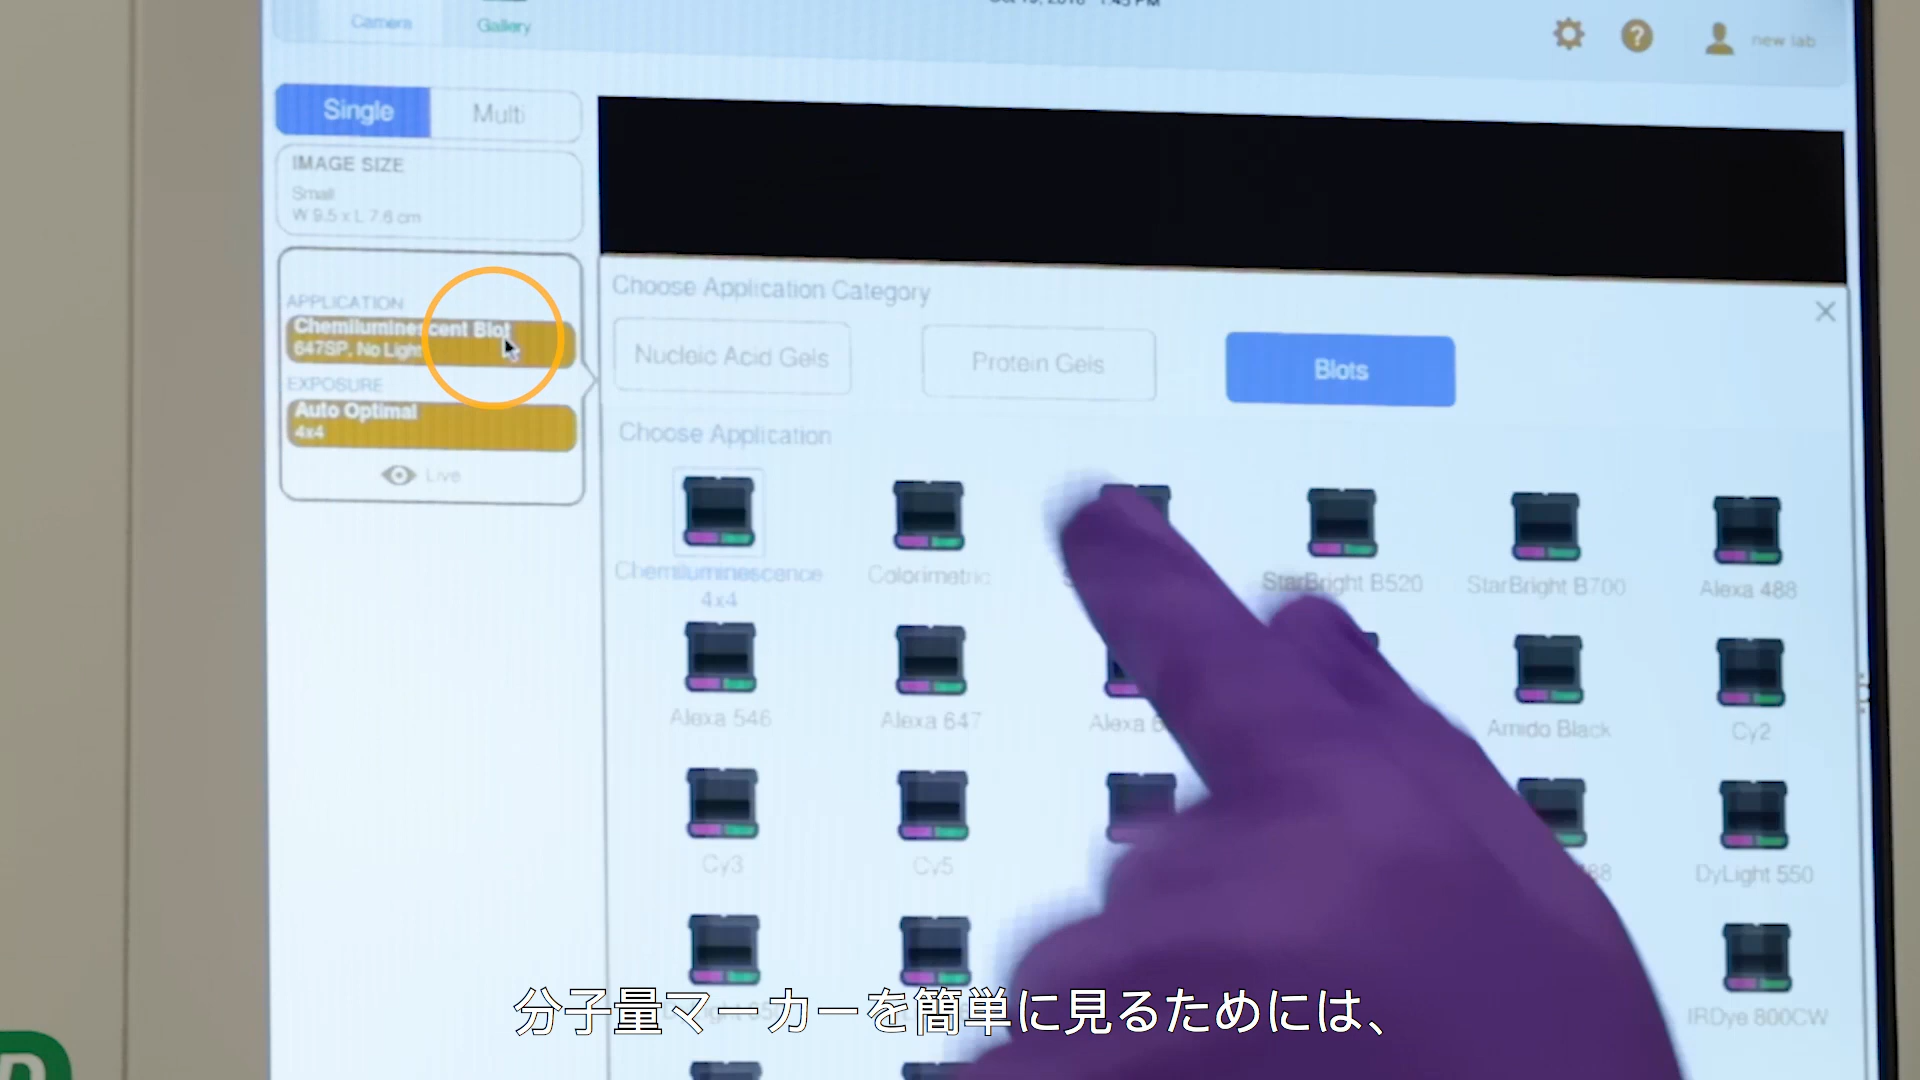 Camera
Gallery
new lab
Single
Multi
IMAGE SIZE
Small
W 9.5 x L 7.6 cm
APPLICATION
Chemiluminescent Blot
647SP, No Light
EXPOSURE
Auto Optimal
4x4
Live
Choose Application Category
Nucleic Acid Gels
Protein Gels
Blots
Choose Application
Chemiluminescence
4x4
Colorimetric
StarBright B520
StarBright B700
Alexa 488
Alexa 546
Alexa 647
Alexa
Amido Black
Cy2
Cy3
Cy5
DyLight 550
IRDye 800CW
分子量マーカーを簡単に見るためには、